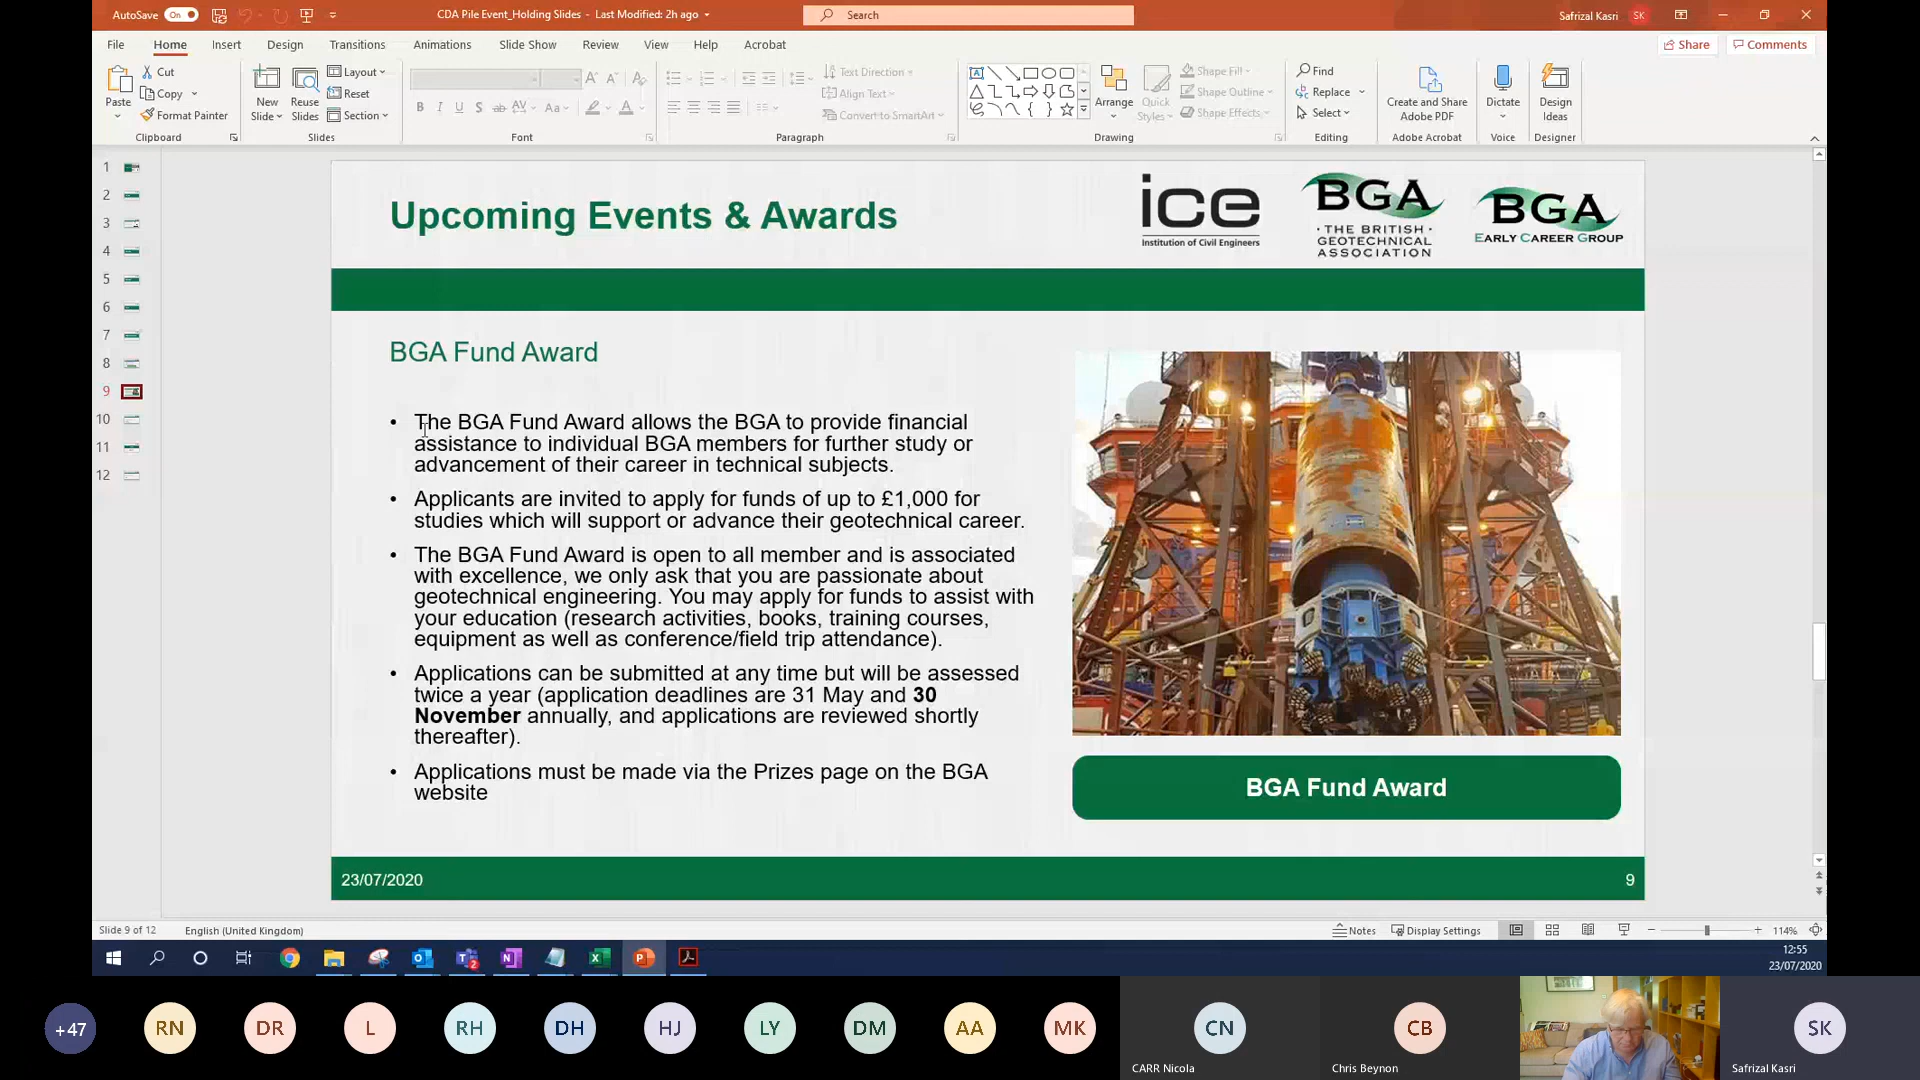 AutoSave On
CDA Pile Event_Holding Slides - Last Modified: 2h ago
Search
Safrizal Kasri SK
File Home Insert Design Transitions Animations Slide Show Review View Help Acrobat
Share Comments
Paste
Cut
Copy
Format Painter
Clipboard
New Slide
Reuse Slides
Layout
Reset
Section
Slides
Font
Text Direction
Align Text
Convert to SmartArt
Paragraph
Arrange
Quick Styles
Shape Fill
Shape Outline
Shape Effects
Drawing
Find
Replace
Select
Editing
Create and Share Adobe PDF
Adobe Acrobat
Dictate
Voice
Design Ideas
Designer
1
2
3
4
5
6
7
8
9
10
11
12
Upcoming Events & Awards
ice
Institution of Civil Engineers
BGA
·THE BRITISH·
GEOTECHNICAL
ASSOCIATION
BGA
EARLY CAREER GROUP
BGA Fund Award
• The BGA Fund Award allows the BGA to provide financial
assistance to individual BGA members for further study or
advancement of their career in technical subjects.
• Applicants are invited to apply for funds of up to £1,000 for
studies which will support or advance their geotechnical career.
• The BGA Fund Award is open to all member and is associated
with excellence, we only ask that you are passionate about
geotechnical engineering. You may apply for funds to assist with
your education (research activities, books, training courses,
equipment as well as conference/field trip attendance).
• Applications can be submitted at any time but will be assessed
twice a year (application deadlines are 31 May and 30
November annually, and applications are reviewed shortly
thereafter).
• Applications must be made via the Prizes page on the BGA
website
BGA Fund Award
23/07/2020
9
Slide 9 of 12
English (United Kingdom)
Notes
Display Settings
114%
12:55
23/07/2020
+47 RN DR L RH DH HJ LY DM AA MK CN CB SK
CARR Nicola
Chris Beynon
Safrizal Kasri